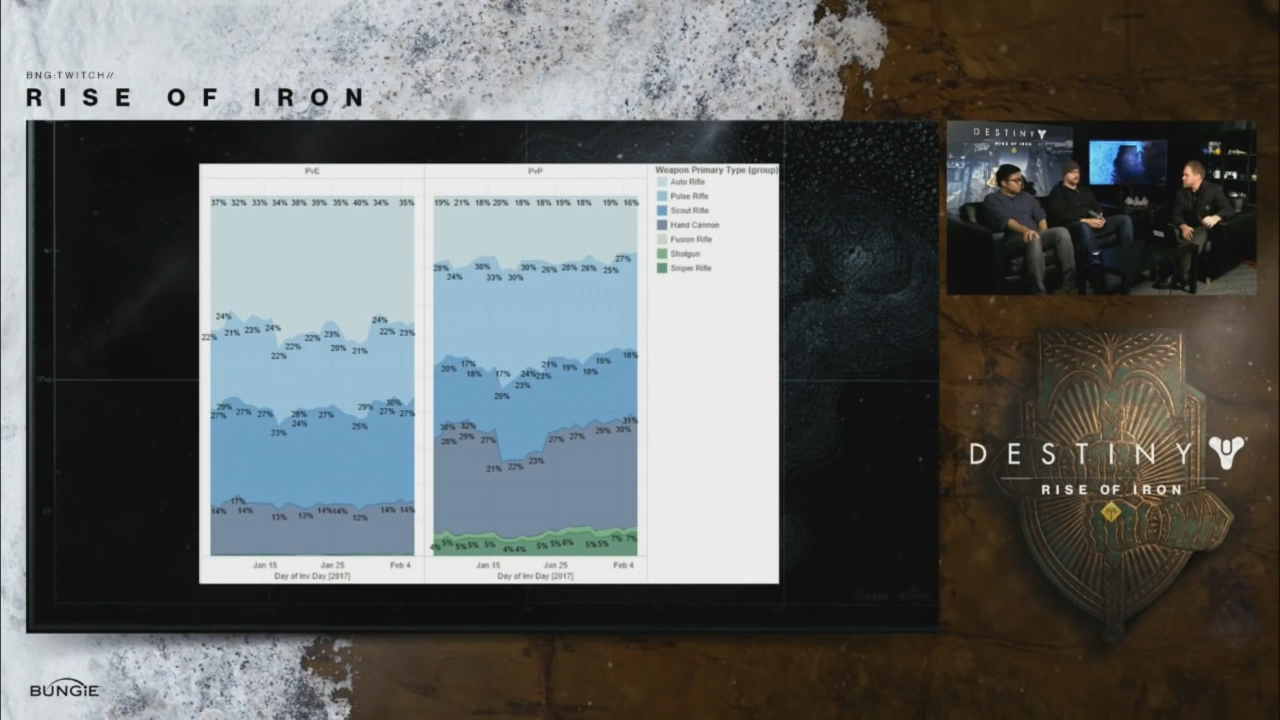 BNG:TWITCH//
RISE OF IRON
PvE
PvP
Weapon Primary Type (group)
Auto Rifle
Pulse Rifle
Scout Rifle
Hand Cannon
Fusion Rifle
Shotgun
Sniper Rifle
37% 32% 33% 34% 38% 39% 35% 40% 34% 35%
19% 21% 18% 20% 18% 18% 19% 18% 19% 16%
22% 24% 21% 23% 24% 22% 22% 22% 23% 20% 21% 24% 22% 23%
28% 24% 30% 33% 30% 30% 26% 28% 26% 25% 27%
27% 29% 27% 27% 23% 26% 24% 27% 25% 29% 27% 30% 27%
20% 17% 18% 17% 20% 23% 24% 23% 21% 19% 18% 19% 18%
14% 17% 14% 13% 13% 14% 14% 12% 14% 14%
30% 28% 32% 29% 27% 21% 22% 23% 27% 27% 29% 30% 31%
4% 5% 5% 5% 5% 4% 4% 5% 5% 6% 5% 5% 7% 7%
Jan 15 Jan 25 Feb 4
Jan 15 Jan 25 Feb 4
Day of Inv Day [2017]
Day of Inv Day [2017]
DESTINY
RISE OF IRON
DESTINY
RISE OF IRON
BUNGiE